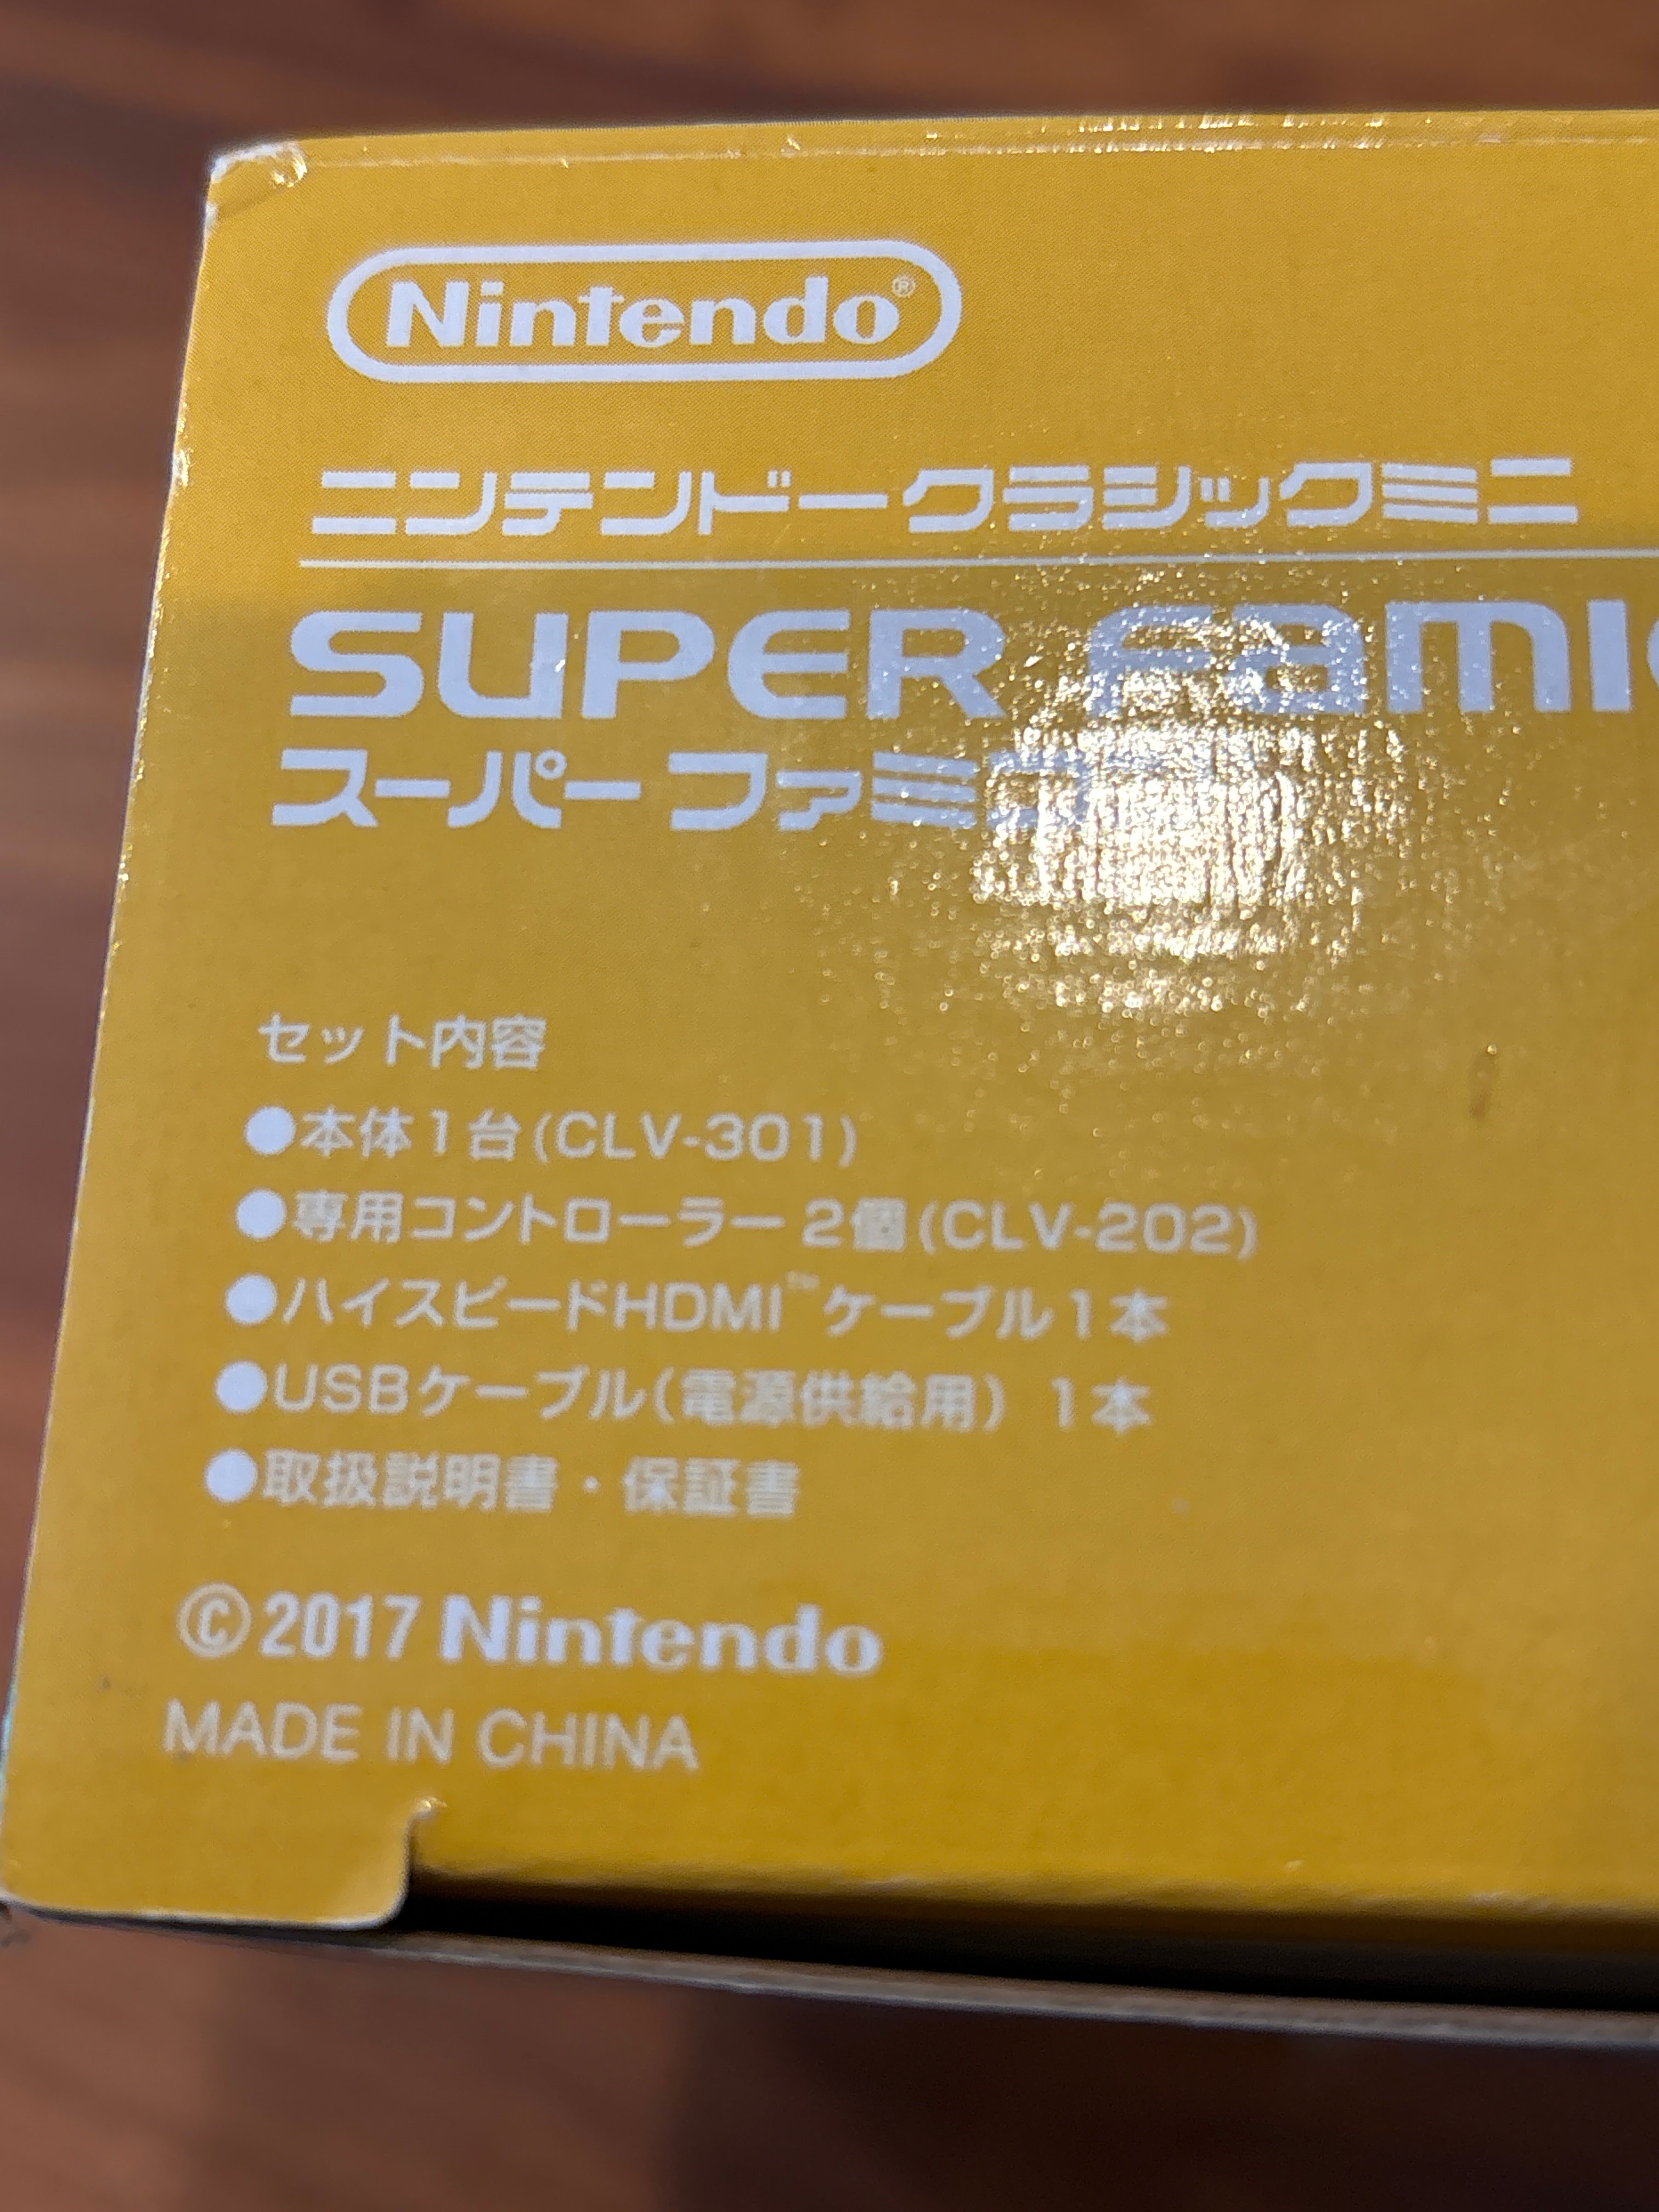 Nintendo®
ニンテンドークラシックミニ
SUPER FAMIC
スーパーファミコン
セット内容
●本体1台(CLV-301)
●専用コントローラー 2個(CLV-202)
●ハイスピードHDMI™ケーブル1本
●USBケーブル(電源供給用) 1本
●取扱説明書・保証書
©2017 Nintendo
MADE IN CHINA